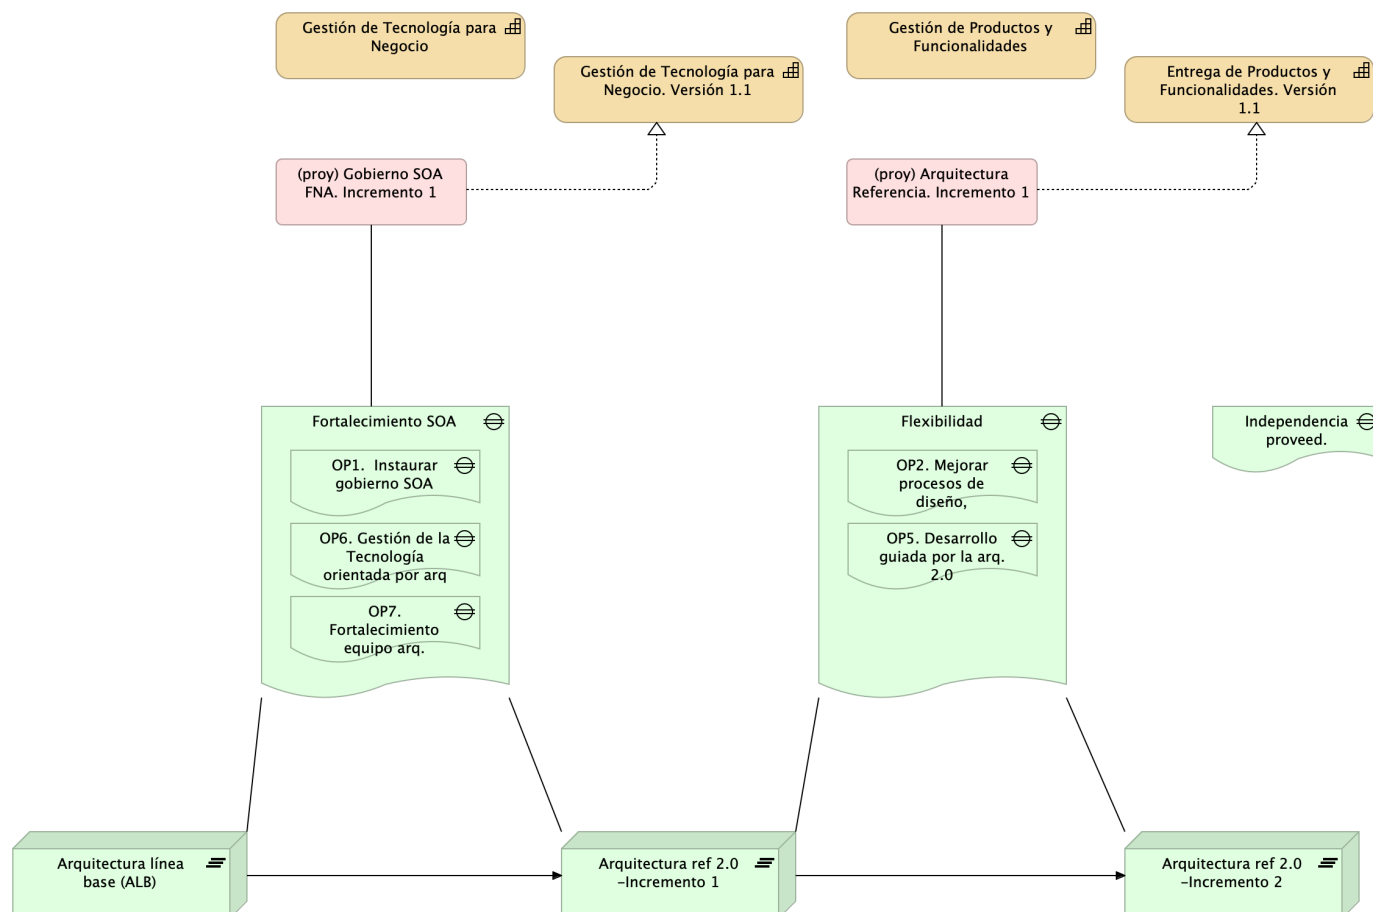 Gestión de Tecnología para
Negocio
Gestión de Productos y
Funcionalidades
Gestión de Tecnología para
Negocio. Versión 1.1
Entrega de Productos y
Funcionalidades. Versión
1.1
(proy) Gobierno SOA
FNA. Incremento 1
(proy) Arquitectura
Referencia. Incremento 1
Fortalecimiento SOA
OP1. Instaurar
gobierno SOA
OP6. Gestión de la
Tecnología
orientada por arq
OP7.
Fortalecimiento
equipo arq.
Flexibilidad
OP2. Mejorar
procesos de
diseño,
OP5. Desarrollo
guiada por la arq.
2.0
Independencia
proveed.
Arquitectura línea
base (ALB)
Arquitectura ref 2.0
-Incremento 1
Arquitectura ref 2.0
-Incremento 2